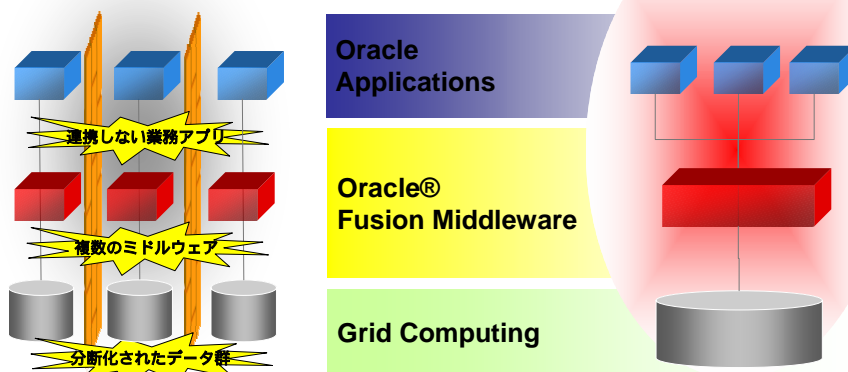 連携しない業務アプリ
複数のミドルウェア
分断化されたデータ群
Oracle
Applications
Oracle®
Fusion Middleware
Grid Computing